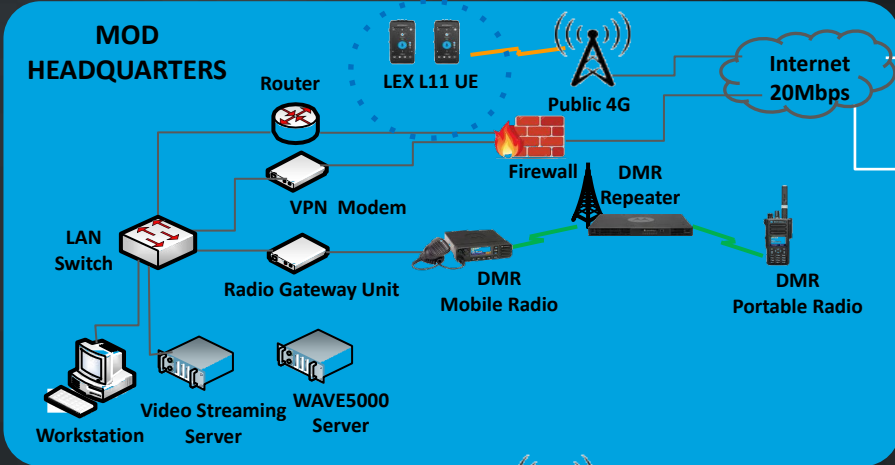 MOD
HEADQUARTERS
LEX L11 UE
Public 4G
Internet
20Mbps
Router
Firewall
VPN Modem
DMR
Repeater
LAN
Switch
Radio Gateway Unit
DMR
Mobile Radio
DMR
Portable Radio
Workstation
Video Streaming
Server
WAVE5000
Server